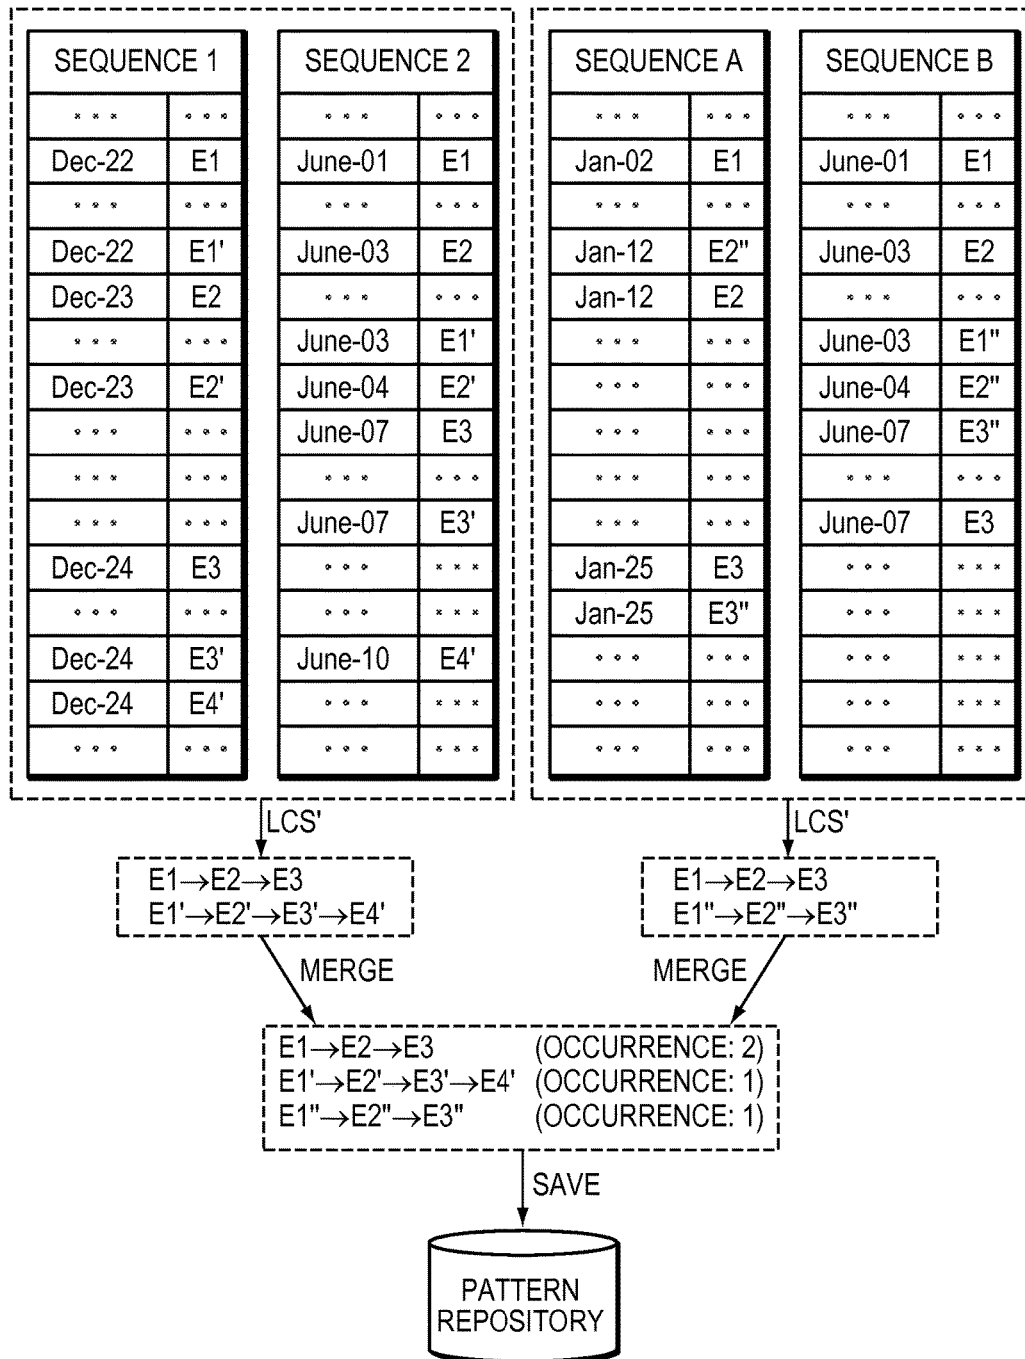 SEQUENCE 1 SEQUENCE 2 SEQUENCE A SEQUENCE B
∘ ∘ ∘ ∘ ∘ ∘ ∘ ∘ ∘ ∘ ∘ ∘ ∘ ∘ ∘ ∘ ∘ ∘ ∘ ∘ ∘ ∘ ∘ ∘
Dec-22 E1 June-01 E1 Jan-02 E1 June-01 E1
∘ ∘ ∘ ∘ ∘ ∘ ∘ ∘ ∘ ∘ ∘ ∘ ∘ ∘ ∘ ∘ ∘ ∘ ∘ ∘ ∘ ∘ ∘ ∘
Dec-22 E1' June-03 E2 Jan-12 E2" June-03 E2
Dec-23 E2 ∘ ∘ ∘ ∘ ∘ ∘ Jan-12 E2 ∘ ∘ ∘ ∘ ∘ ∘
∘ ∘ ∘ ∘ ∘ ∘ June-03 E1' ∘ ∘ ∘ ∘ ∘ ∘ June-03 E1"
Dec-23 E2' June-04 E2' ∘ ∘ ∘ ∘ ∘ ∘ June-04 E2"
∘ ∘ ∘ ∘ ∘ ∘ June-07 E3 ∘ ∘ ∘ ∘ ∘ ∘ June-07 E3"
∘ ∘ ∘ ∘ ∘ ∘ ∘ ∘ ∘ ∘ ∘ ∘ ∘ ∘ ∘ ∘ ∘ ∘ ∘ ∘ ∘ ∘ ∘ ∘
∘ ∘ ∘ ∘ ∘ ∘ June-07 E3' ∘ ∘ ∘ ∘ ∘ ∘ June-07 E3
Dec-24 E3 ∘ ∘ ∘ ∘ ∘ ∘ Jan-25 E3 ∘ ∘ ∘ ∘ ∘ ∘
∘ ∘ ∘ ∘ ∘ ∘ ∘ ∘ ∘ ∘ ∘ ∘ Jan-25 E3" ∘ ∘ ∘ ∘ ∘ ∘
Dec-24 E3' June-10 E4' ∘ ∘ ∘ ∘ ∘ ∘ ∘ ∘ ∘ ∘ ∘ ∘
Dec-24 E4' ∘ ∘ ∘ ∘ ∘ ∘ ∘ ∘ ∘ ∘ ∘ ∘ ∘ ∘ ∘ ∘ ∘ ∘
∘ ∘ ∘ ∘ ∘ ∘ ∘ ∘ ∘ ∘ ∘ ∘ ∘ ∘ ∘ ∘ ∘ ∘ ∘ ∘ ∘ ∘ ∘ ∘
LCS' LCS'
E1→E2→E3 E1→E2→E3
E1'→E2'→E3'→E4' E1"→E2"→E3"
MERGE MERGE
E1→E2→E3 (OCCURRENCE: 2)
E1'→E2'→E3'→E4' (OCCURRENCE: 1)
E1"→E2"→E3" (OCCURRENCE: 1)
SAVE
PATTERN
REPOSITORY